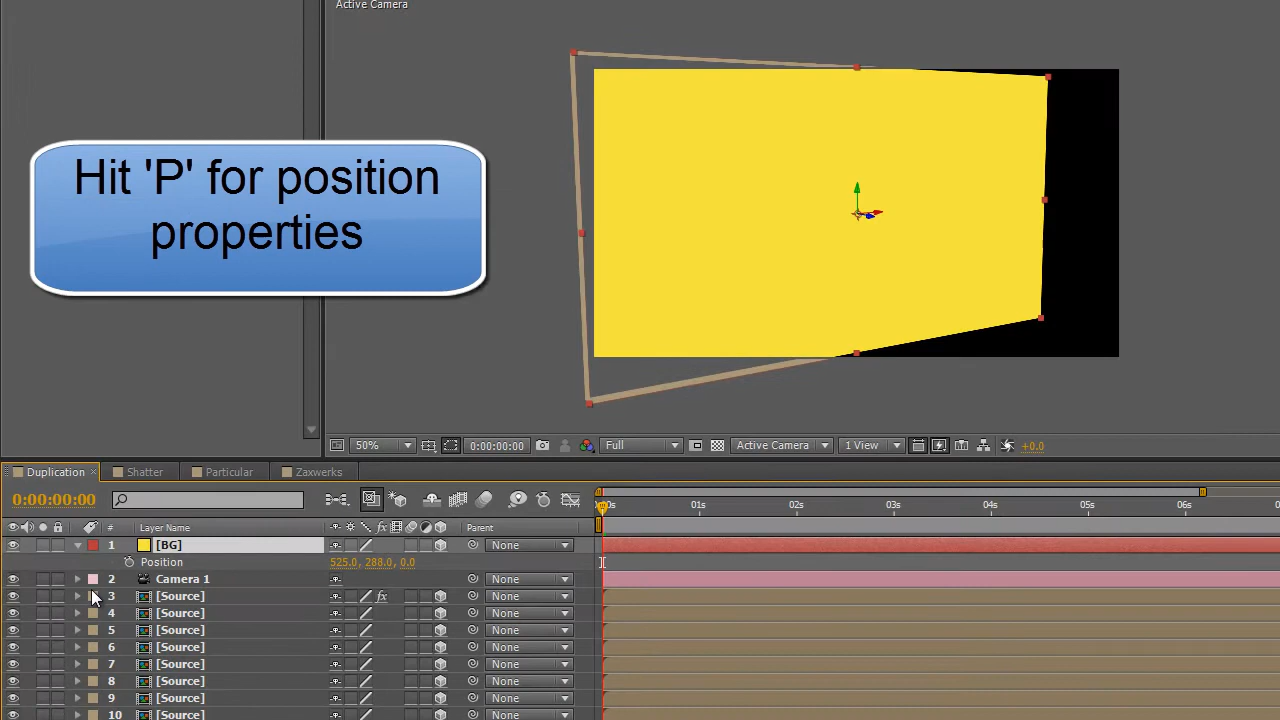 Active Camera
Hit 'P' for position
properties
50%
0:00:00:00
Full
Active Camera
1 View
+0.0
Duplication ×
Shatter
Particular
Zaxwerks
0:00:00:00
01s
02s
03s
04s
05s
06s
#
Layer Name
fx
Parent
1
[BG]
None
Position
525.0, 288.0, 0.0
2
Camera 1
None
3
[Source]
fx
None
4
[Source]
None
5
[Source]
None
6
[Source]
None
7
[Source]
None
8
[Source]
None
9
[Source]
None
10
[Source]
None